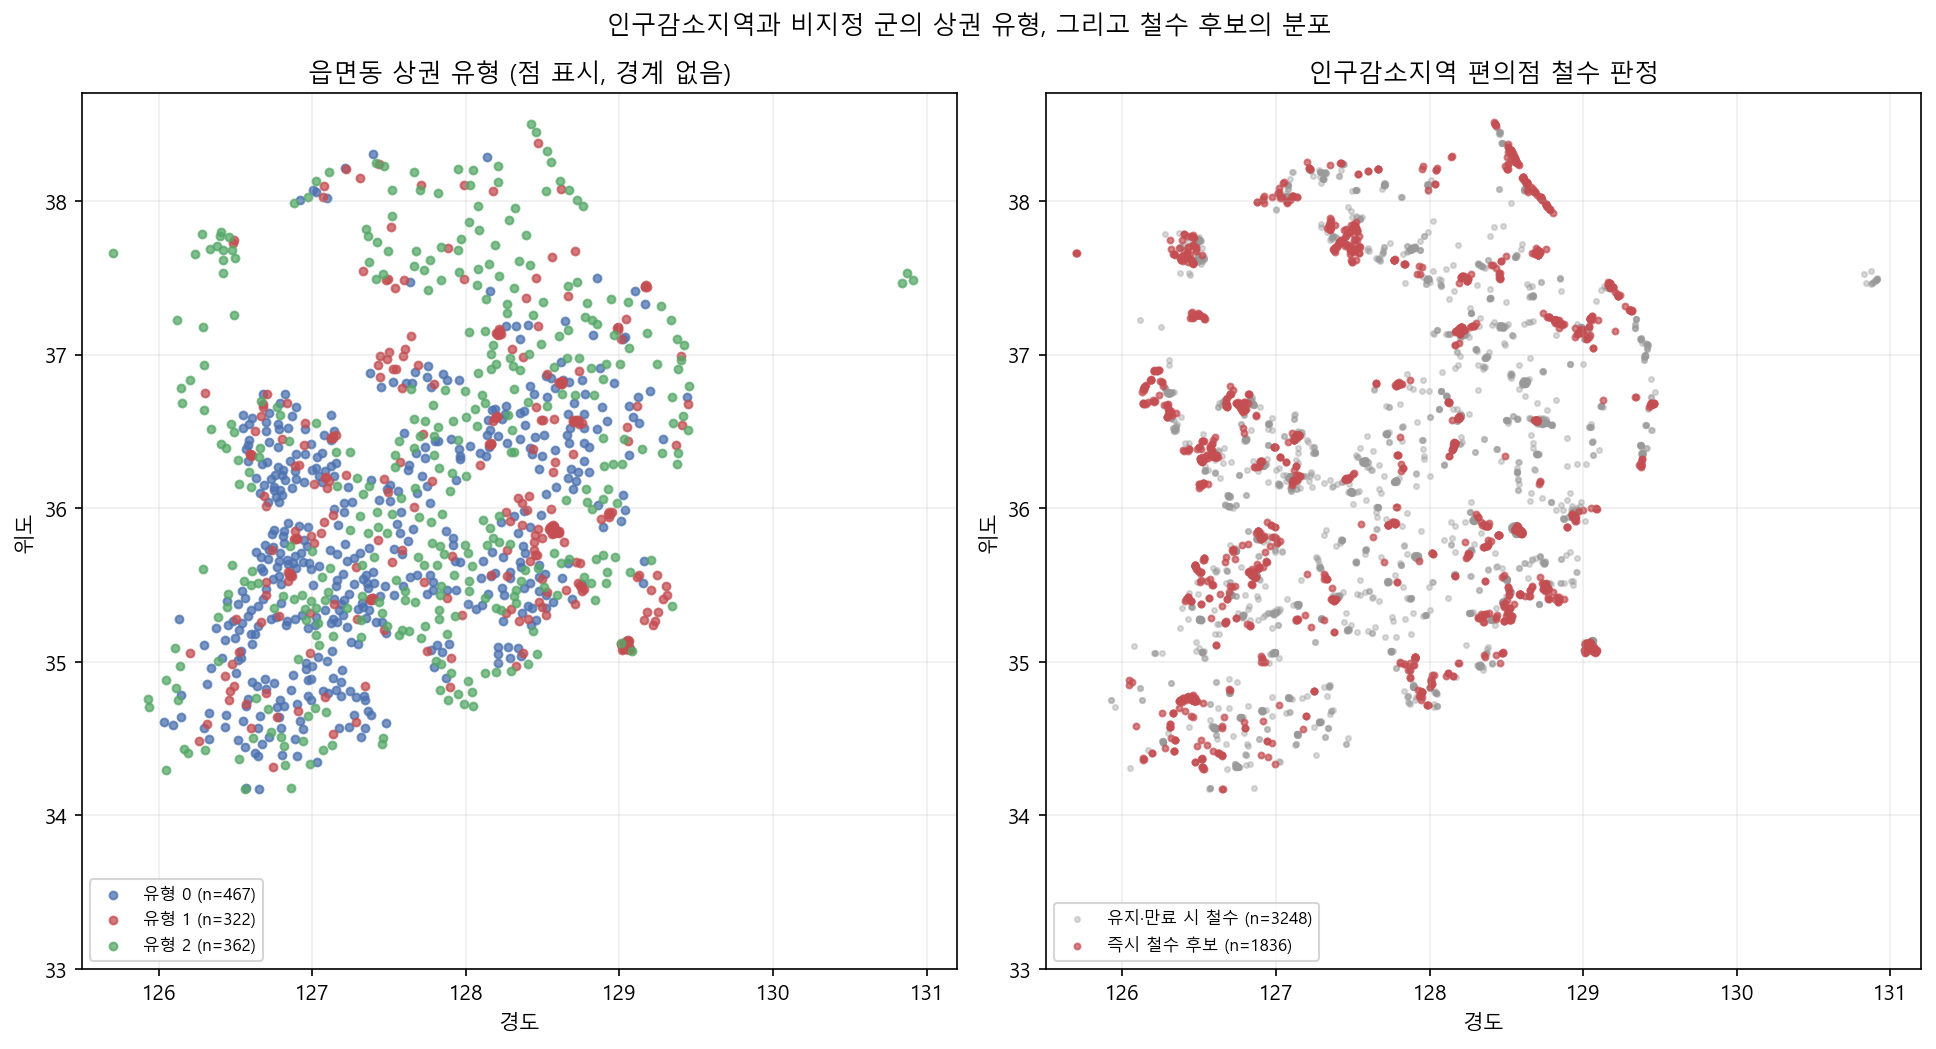 인구감소지역과 비지정 군의 상권 유형, 그리고 철수 후보의 분포
읍면동 상권 유형 (점 표시, 경계 없음)
위도
38
37
36
35
34
33
유형 0 (n=467)
유형 1 (n=322)
유형 2 (n=362)
126
127
128
129
130
131
경도
인구감소지역 편의점 철수 판정
위도
38
37
36
35
34
33
유지·만료 시 철수 (n=3248)
즉시 철수 후보 (n=1836)
126
127
128
129
130
131
경도